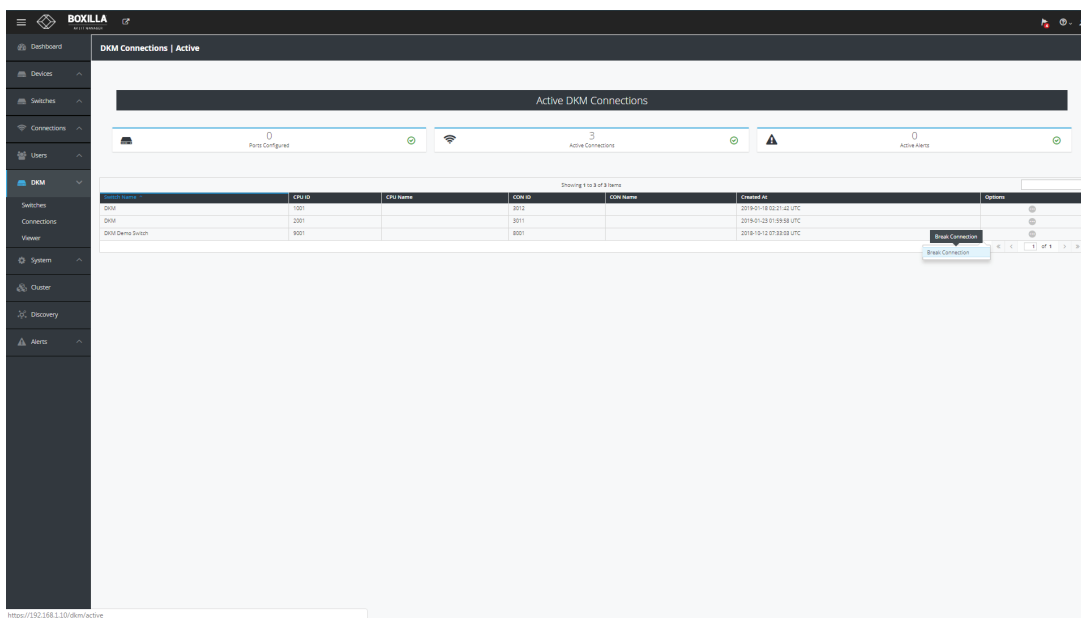 BOXILLA
Dashboard
DKM Connections | Active
Devices
Switches
Active DKM Connections
Connections
0
Ports Configured
3
Active Connections
0
Active Alerts
Users
DKM
Showing 1 to 3 of 3 items
Switch Name CPU ID CPU Name CON ID CON Name Created At Options
DKM 1001 3012 2019-01-18 02:21:42 UTC
DKM 2001 3011 2019-01-23 01:59:58 UTC
DKM Demo Switch 9001 8001 2018-10-12 07:33:03 UTC
Switches
Connections
Viewer
Break Connection
1 of 1
Break Connection
System
Cluster
Discovery
Alerts
https://192.168.1.10/dkm/active